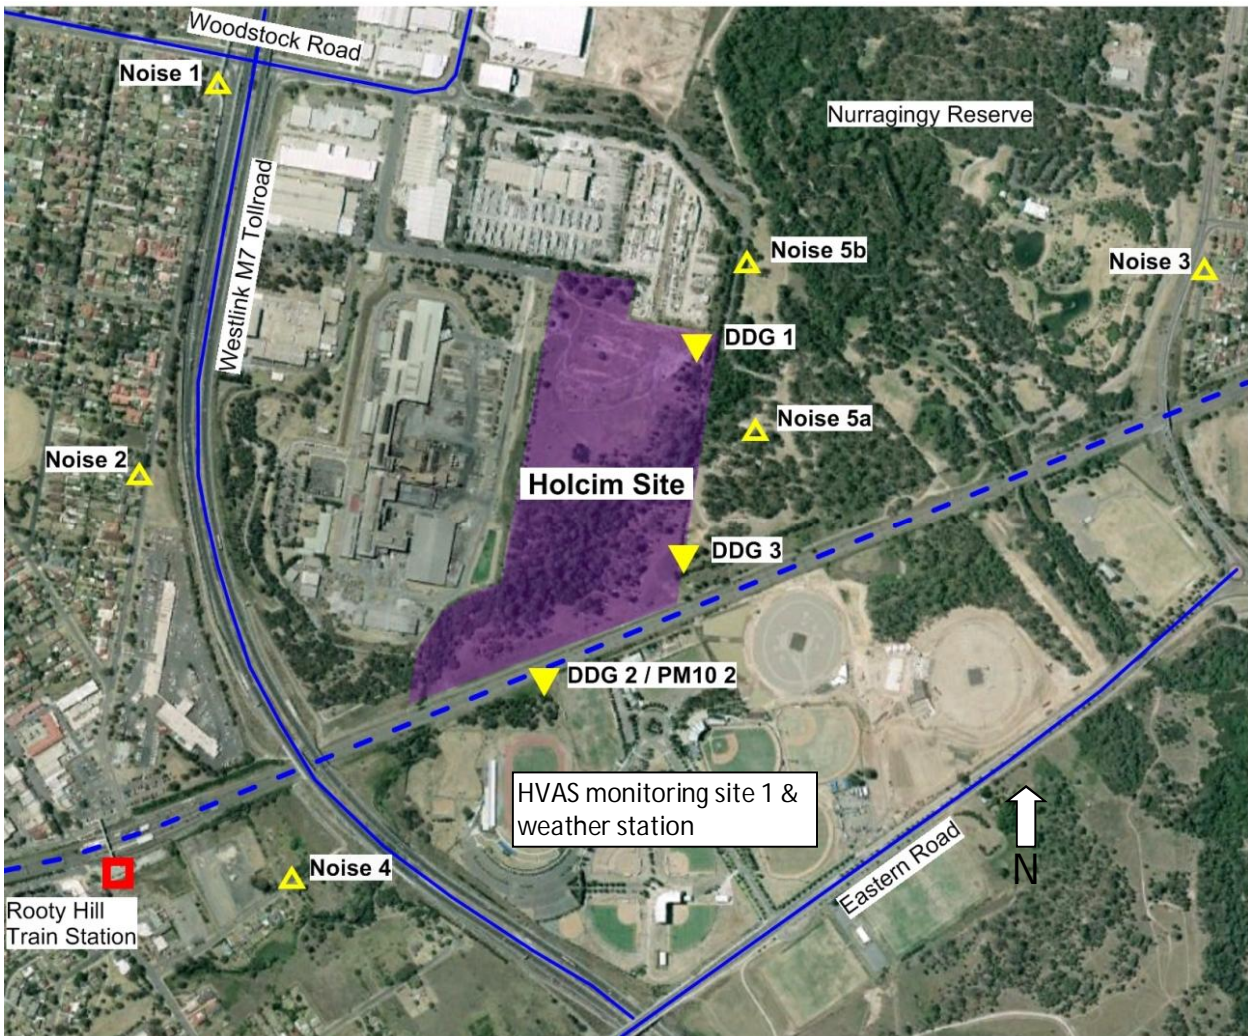 Woodstock Road
Noise 1
Nurragingy Reserve
Westlink M7 Tollroad
Noise 5b
Noise 3
DDG 1
Noise 5a
Noise 2
Holcim Site
DDG 3
DDG 2 / PM10 2
HVAS monitoring site 1 &
weather station
Eastern Road
N
Noise 4
Rooty Hill
Train Station